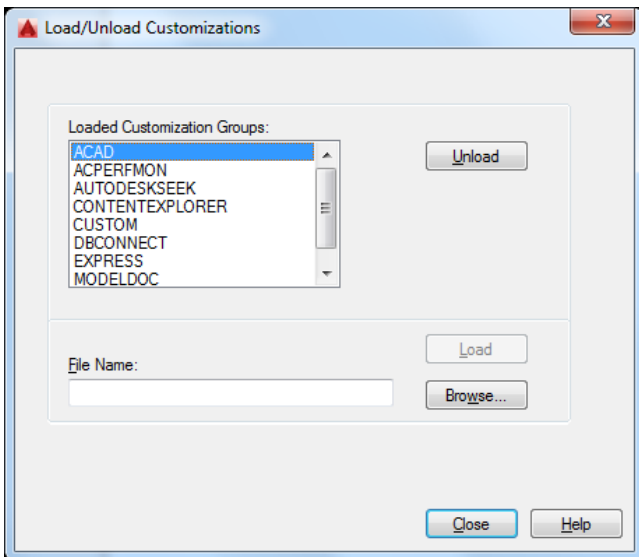 Load/Unload Customizations
Loaded Customization Groups:
ACAD
ACPERFMON
AUTODESKSEEK
CONTENTEXPLORER
CUSTOM
DBCONNECT
EXPRESS
MODELDOC
Unload
Load
File Name:
Browse...
Close
Help